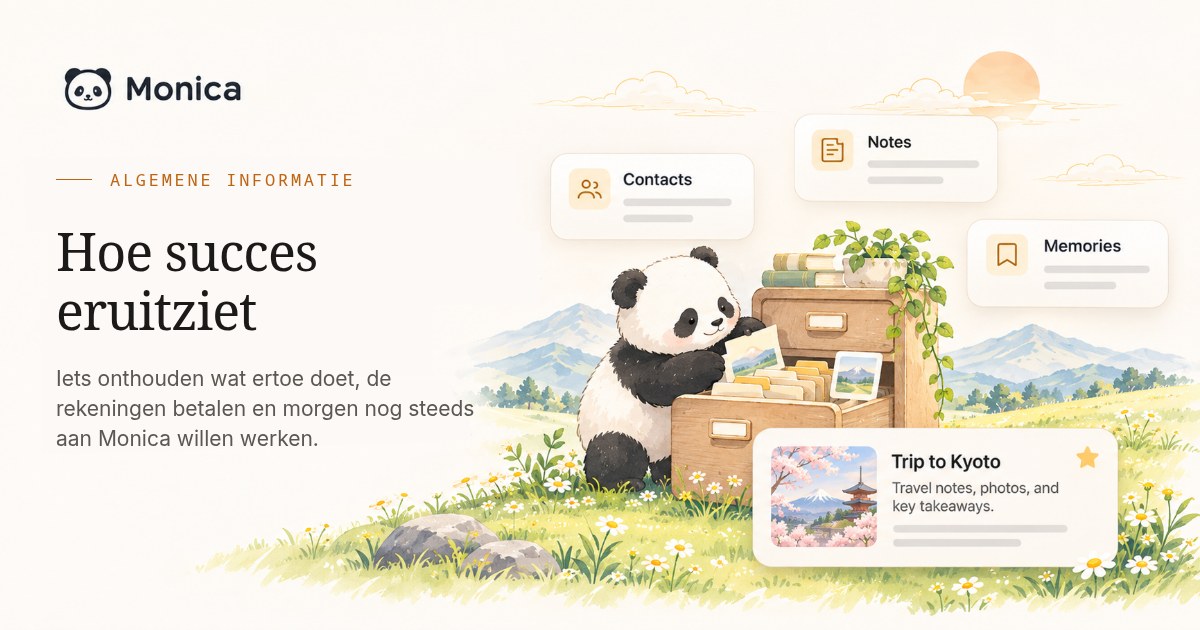 Monica
ALGEMENE INFORMATIE
Hoe succes
eruitziet
Iets onthouden wat ertoe doet, de
rekeningen betalen en morgen nog steeds
aan Monica willen werken.
Contacts
Notes
Memories
Trip to Kyoto
Travel notes, photos, and
key takeaways.